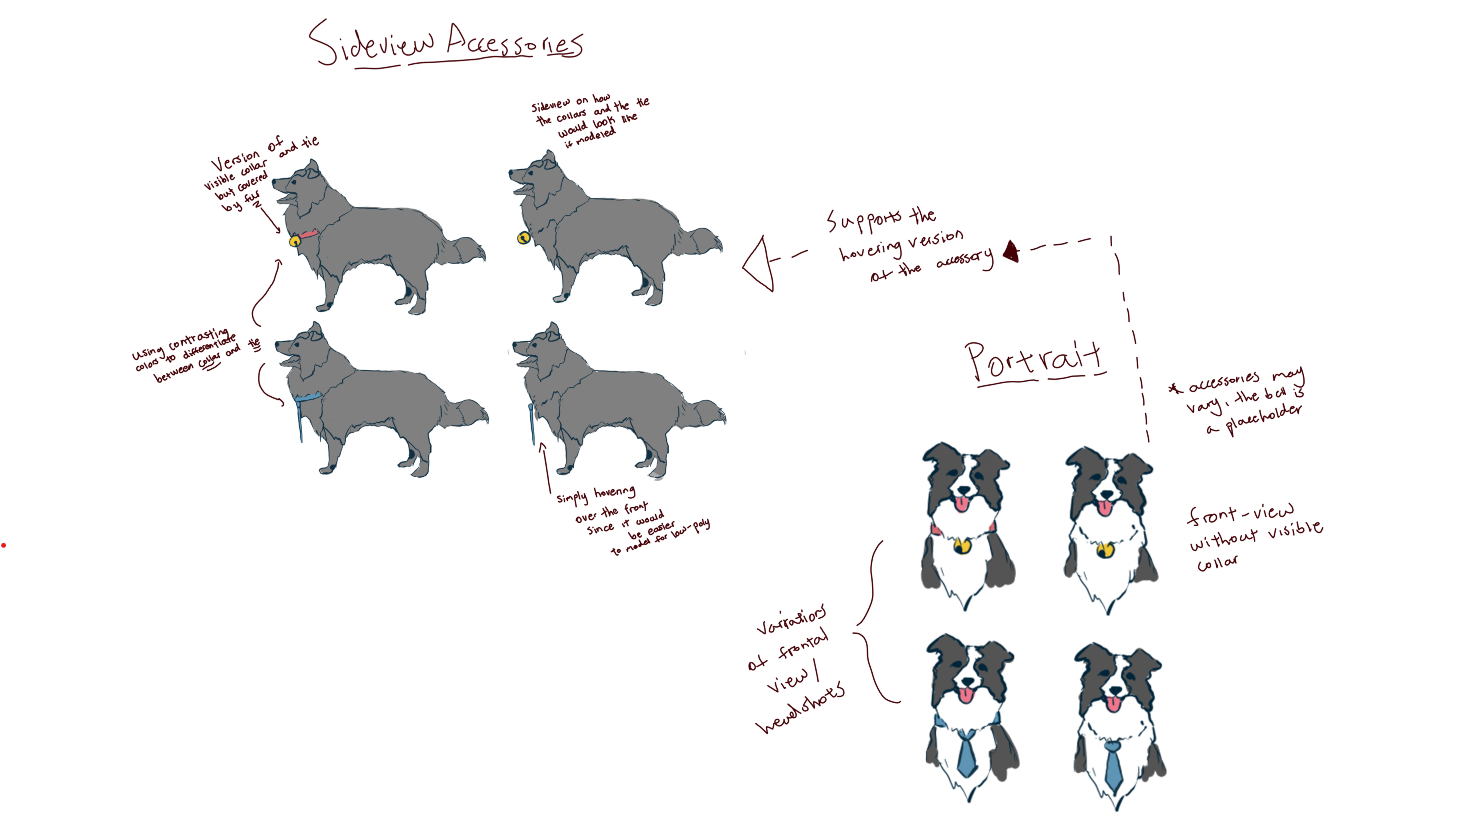 Sideview Accessories
Sideview on how
the collars and the tie
would look like
if modeled
Version of
visible collar and tie
but covered
by fur
Supports the
hovering version
of the accessory
using contrasting
colors to differentiate
between collar and tie
Simply hovering
over the front
since it would
be easier
to model for low-poly
Portrait
* accessories may
vary, the bell is
a placeholder
front-view
without visible
collar
Variations
of frontal
view/
headshots